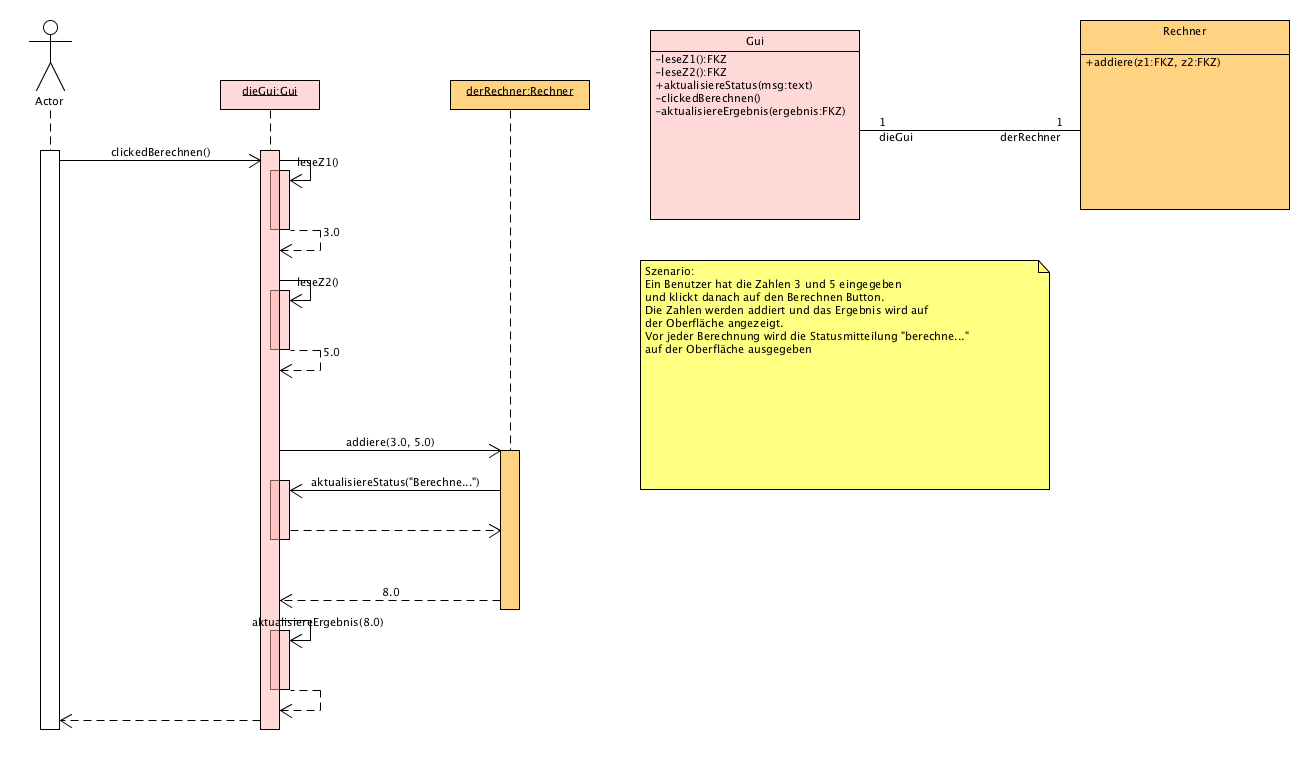 Actor
dieGui:Gui
derRechner:Rechner
clickedBerechnen()
leseZ1()
3.0
leseZ2()
5.0
addiere(3.0, 5.0)
aktualisiereStatus("Berechne...")
8.0
aktualisiereErgebnis(8.0)
Gui
-leseZ1():FKZ
-leseZ2():FKZ
+aktualisiereStatus(msg:text)
-clickedBerechnen()
-aktualisiereErgebnis(ergebnis:FKZ)
1
dieGui
1
derRechner
Rechner
+addiere(z1:FKZ, z2:FKZ)
Szenario:
Ein Benutzer hat die Zahlen 3 und 5 eingegeben
und klickt danach auf den Berechnen Button.
Die Zahlen werden addiert und das Ergebnis wird auf
der Oberfläche angezeigt.
Vor jeder Berechnung wird die Statusmitteilung "berechne..."
auf der Oberfläche ausgegeben